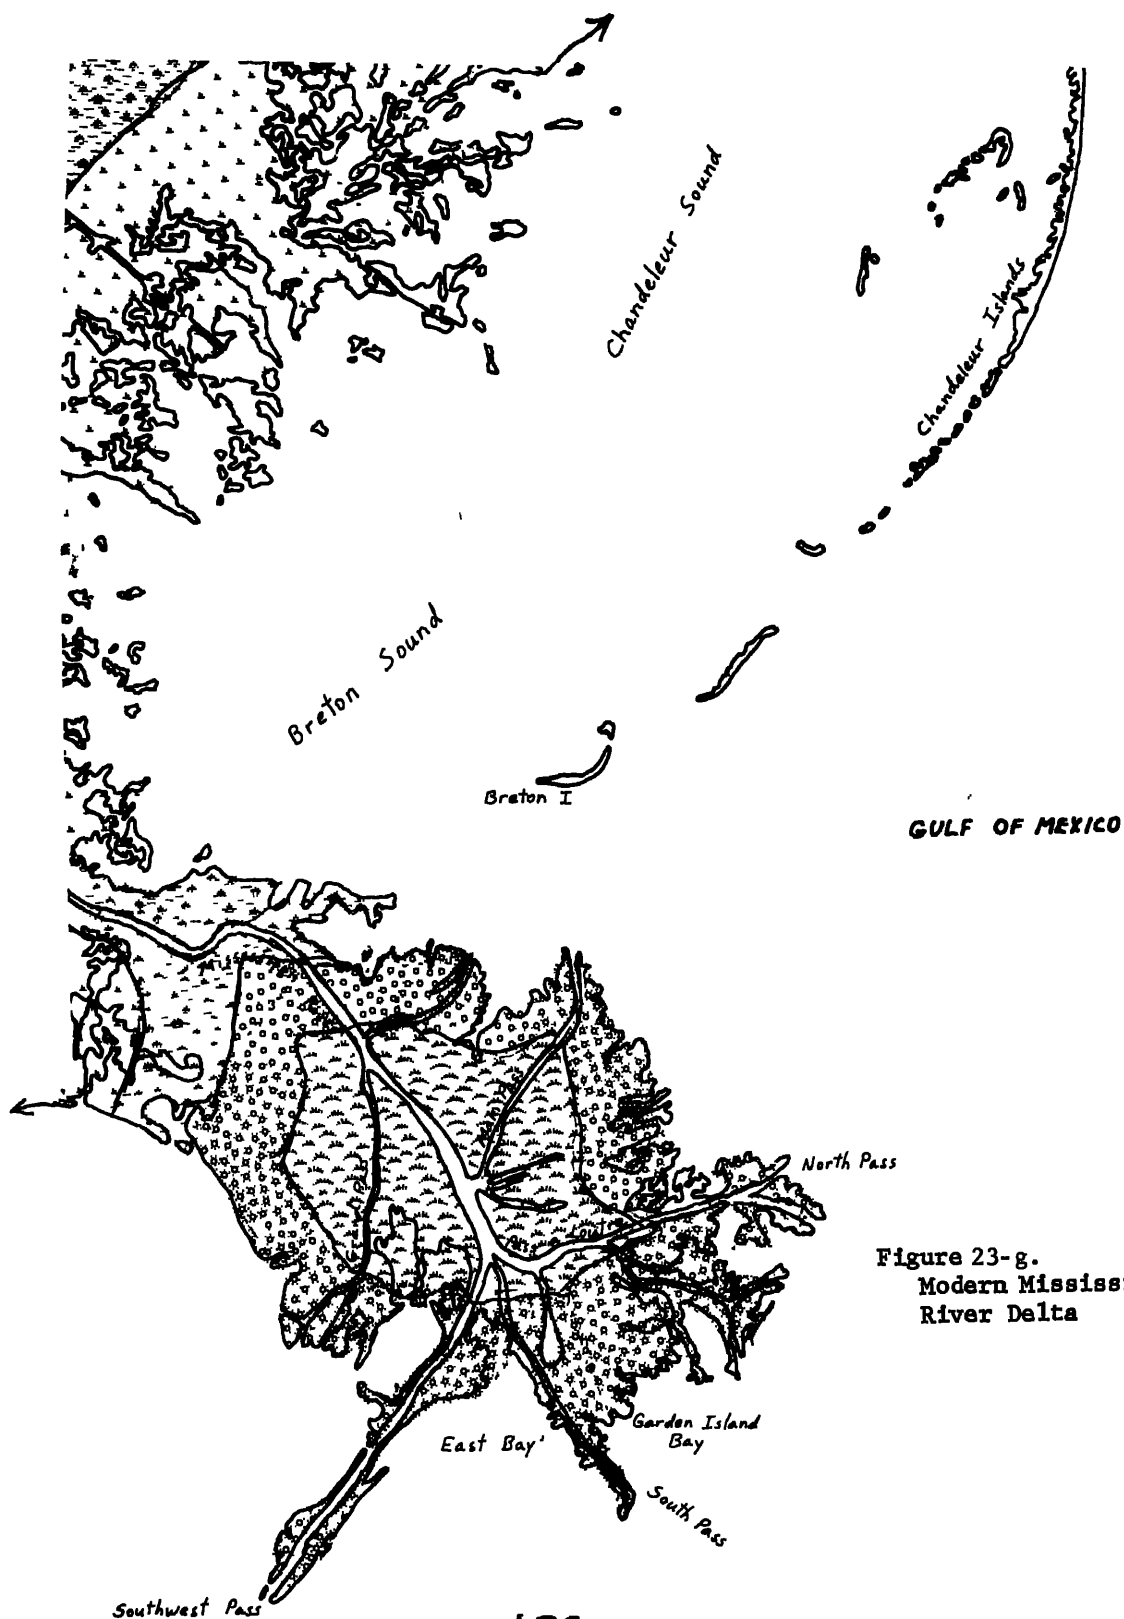 Chandeleur Sound
Chandeleur Islands
Breton Sound
Breton I
GULF OF MEXICO
North Pass
Figure 23-g.
Modern Mississ
River Delta
Garden Island
Bay
East Bay
South Pass
Southwest Pass